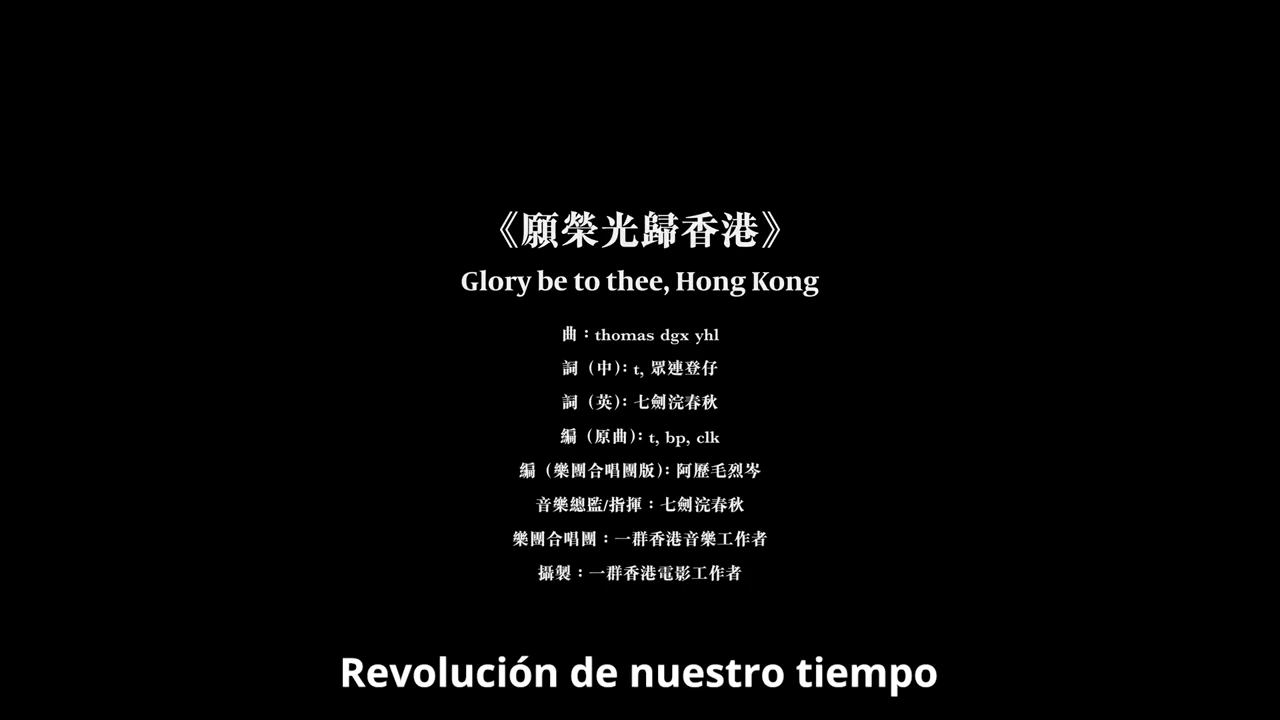 《願榮光歸香港》
Glory be to thee, Hong Kong
曲：thomas dgx yhl
詞（中）：t, 眾連登仔
詞（英）：七劍浣春秋
編（原曲）：t, bp, clk
編（樂團合唱團版）：阿歷毛烈岑
音樂總監/指揮：七劍浣春秋
樂團合唱團：一群香港音樂工作者
攝製：一群香港電影工作者
Revolución de nuestro tiempo